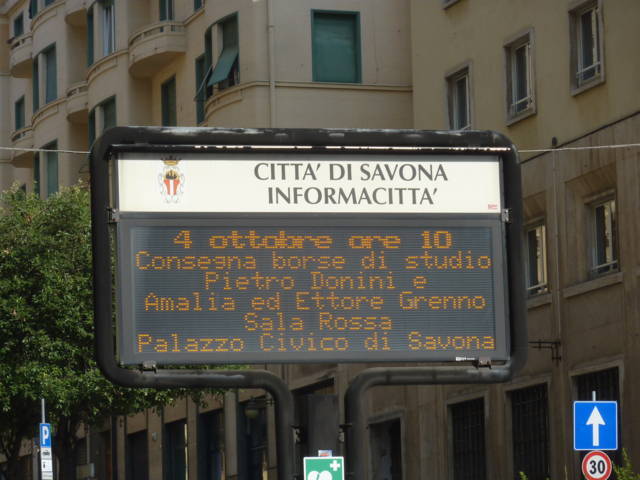 CITTA' DI SAVONA
INFORMACITTA'
4 ottobre ore 10
Consegna borse di studio
Pietro Donini e
Amalia ed Ettore Grenno
Sala Rossa
Palazzo Civico di Savona
P
30